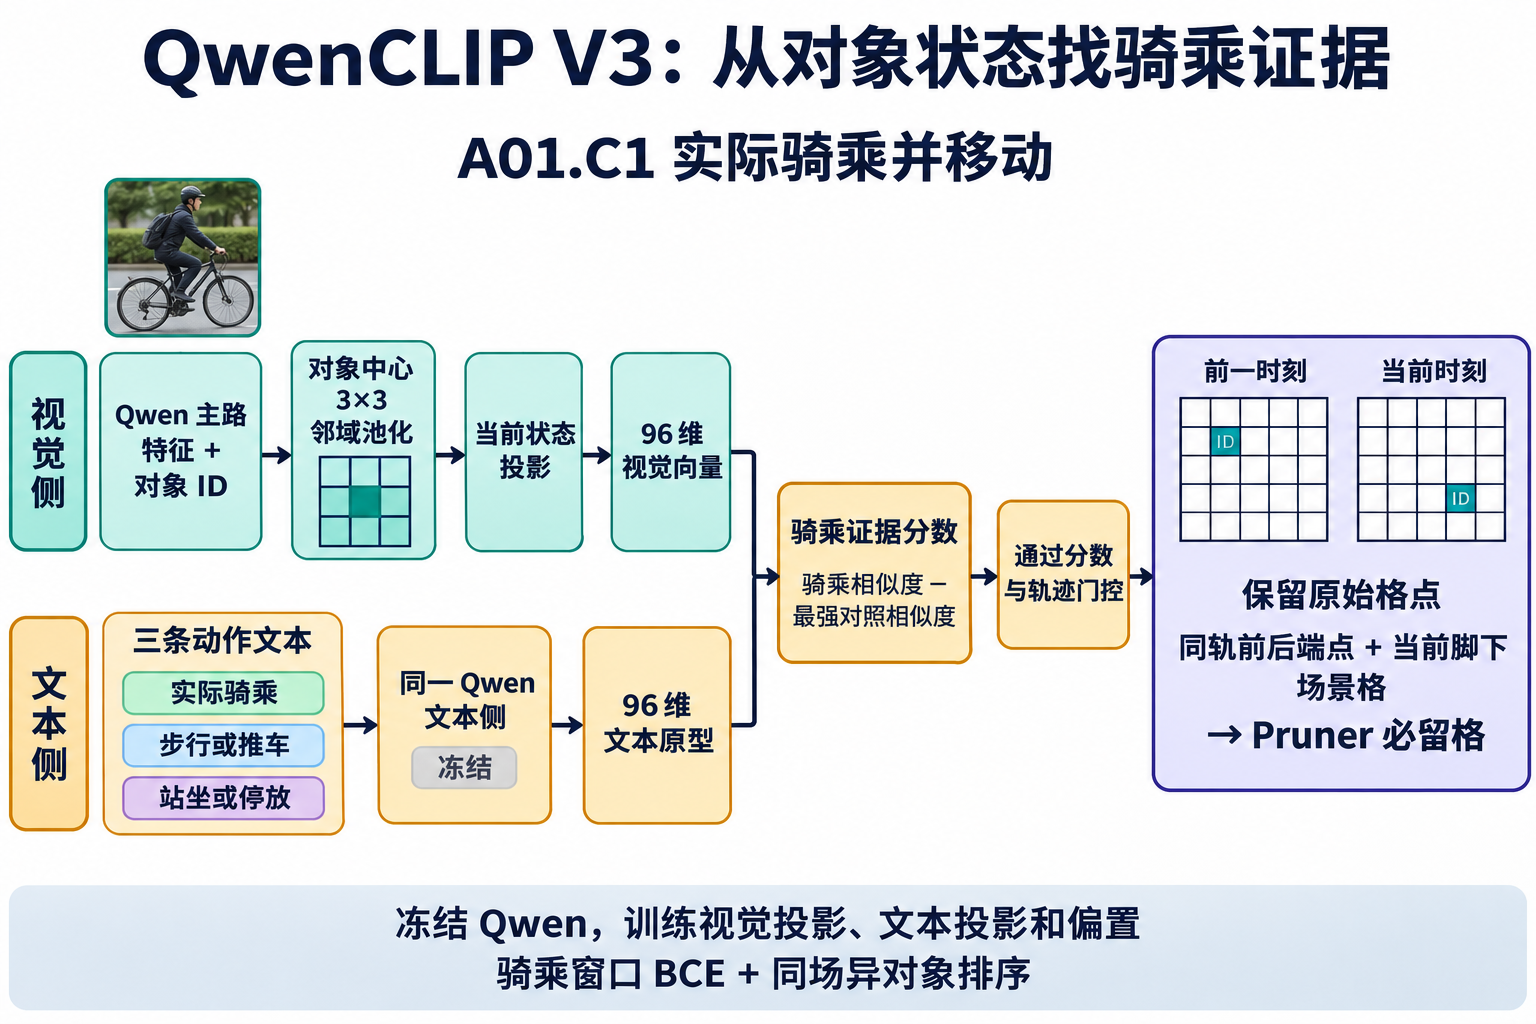 QwenCLIP V3：从对象状态找骑乘证据
A01.C1 实际骑乘并移动
视觉侧
Qwen 主路
特征 +
对象 ID
对象中心
3×3
邻域池化
当前状态
投影
96 维
视觉向量
文本侧
三条动作文本
实际骑乘
步行或推车
站坐或停放
同一 Qwen
文本侧
冻结
96 维
文本原型
骑乘证据分数
骑乘相似度 −
最强对照相似度
通过分数
与轨迹门控
前一时刻
当前时刻
ID
ID
保留原始格点
同轨前后端点 + 当前脚下
场景格
→ Pruner 必留格
冻结 Qwen，训练视觉投影、文本投影和偏置
骑乘窗口 BCE + 同场异对象排序